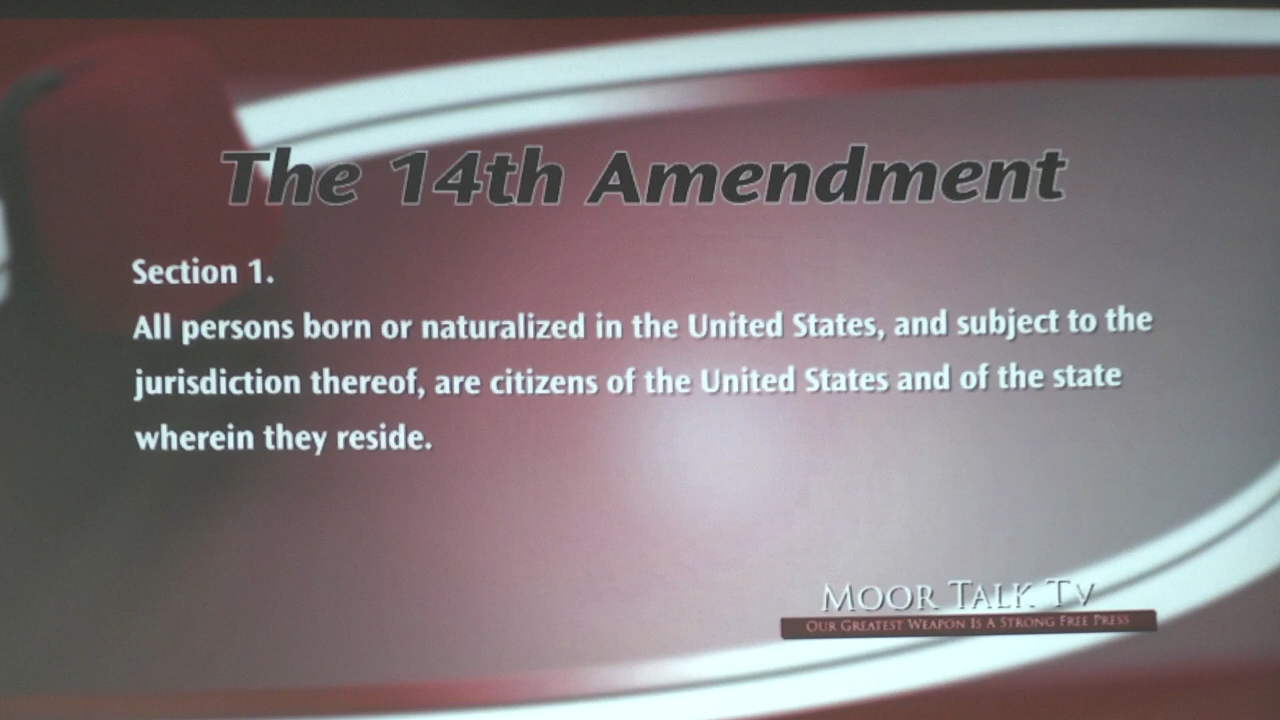 The 14th Amendment
Section 1.
All persons born or naturalized in the United States, and subject to the
jurisdiction thereof, are citizens of the United States and of the state
wherein they reside.
MOOR TALK TV
OUR GREATEST WEAPON IS A STRONG FREE PRESS